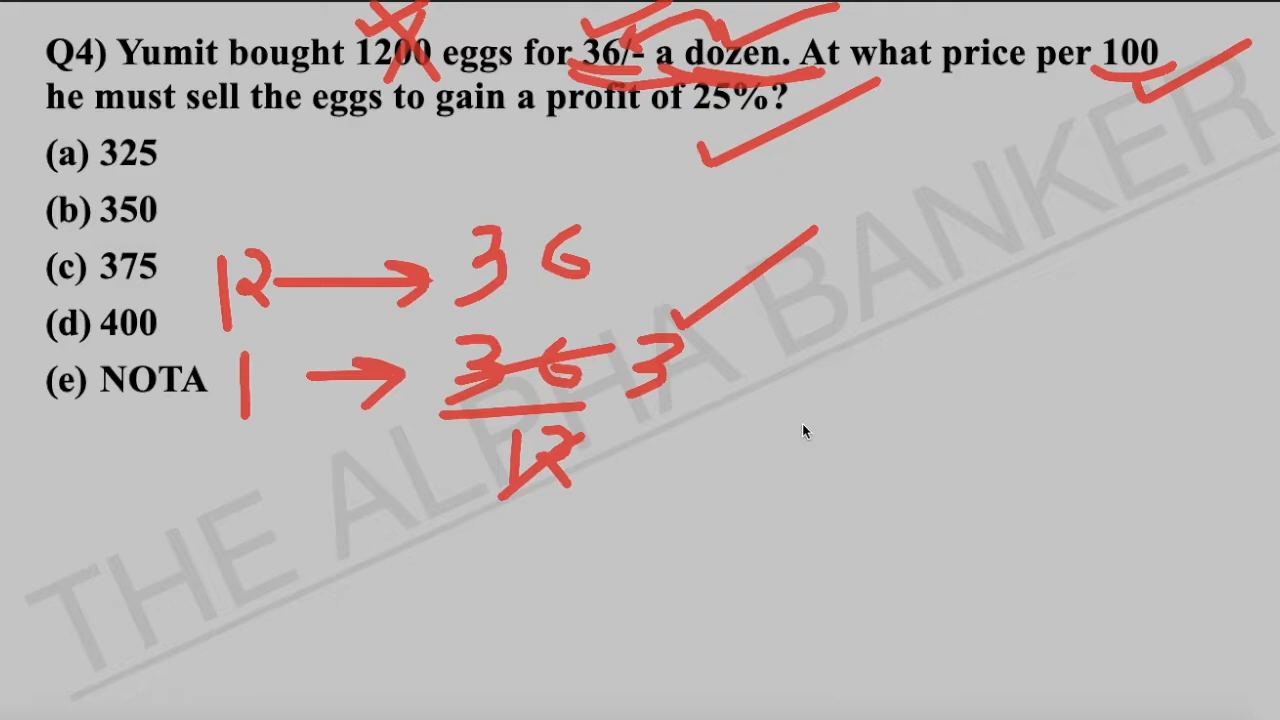 Q4) Yumit bought 1200 eggs for 36/- a dozen. At what price per 100
he must sell the eggs to gain a profit of 25%?
(a) 325
(b) 350
(c) 375
(d) 400
(e) NOTA
12 → 36
1 → 36 3
12
THE ALPHA BANKER